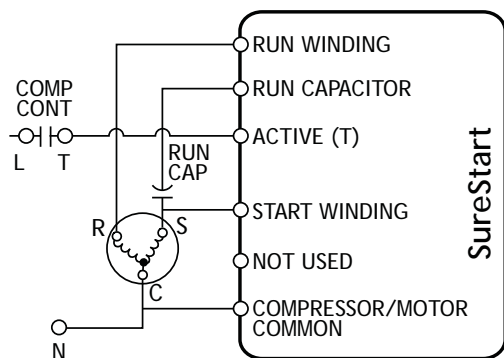 RUN WINDING
COMP
CONT
RUN CAPACITOR
L
T
ACTIVE (T)
RUN
CAP
SureStart
R
S
START WINDING
NOT USED
C
COMPRESSOR/MOTOR
COMMON
N